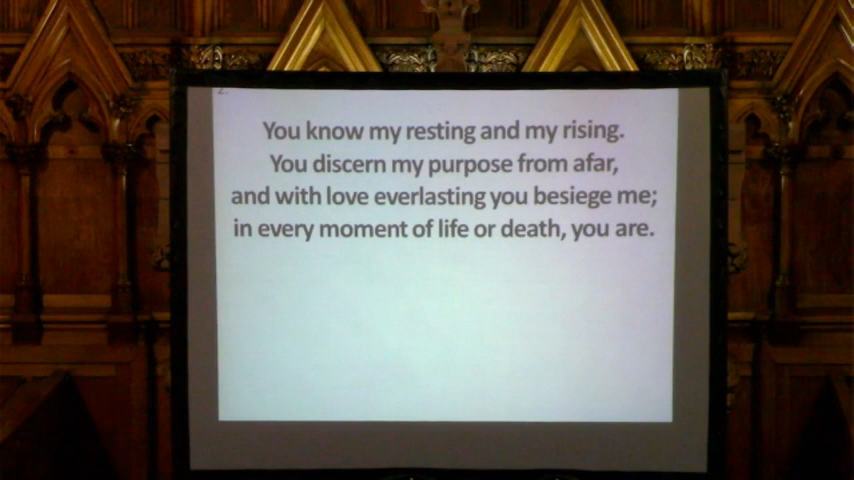 You know my resting and my rising.
You discern my purpose from afar,
and with love everlasting you besiege me;
in every moment of life or death, you are.